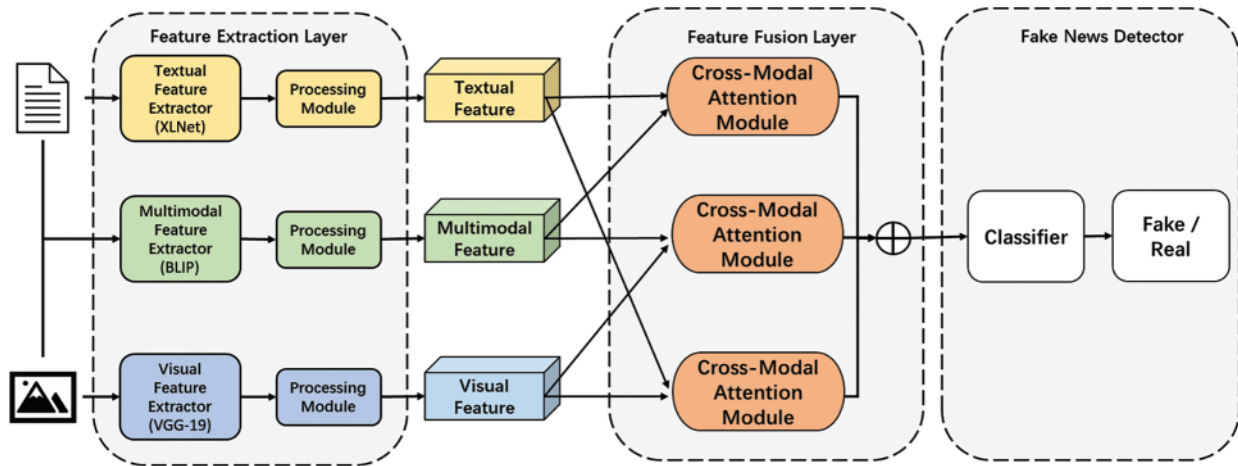 Feature Extraction Layer
Feature Fusion Layer
Fake News Detector
Textual
Feature
Extractor
(XLNet)
Processing
Module
Textual
Feature
Cross-Modal
Attention
Module
Multimodal
Feature
Extractor
(BLIP)
Processing
Module
Multimodal
Feature
Cross-Modal
Attention
Module
Classifier
Fake /
Real
Visual
Feature
Extractor
(VGG-19)
Processing
Module
Visual
Feature
Cross-Modal
Attention
Module